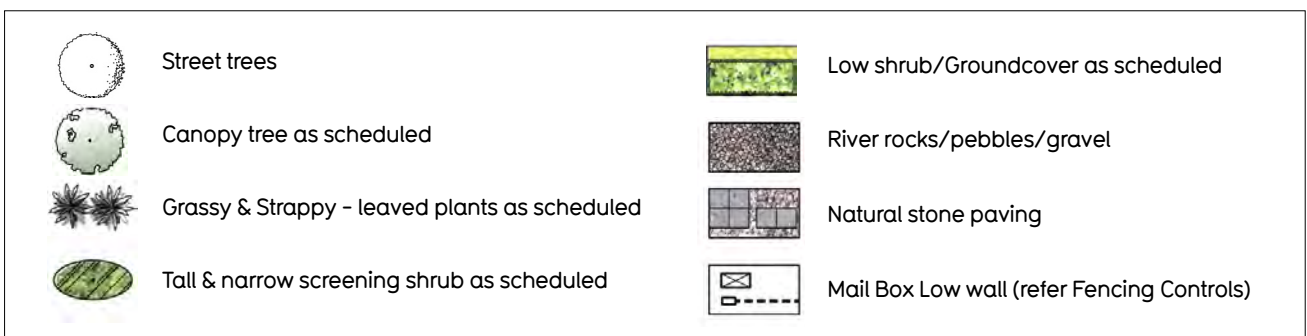 Street trees
Canopy tree as scheduled
Grassy & Strappy - leaved plants as scheduled
Tall & narrow screening shrub as scheduled
Low shrub/Groundcover as scheduled
River rocks/pebbles/gravel
Natural stone paving
Mail Box Low wall (refer Fencing Controls)